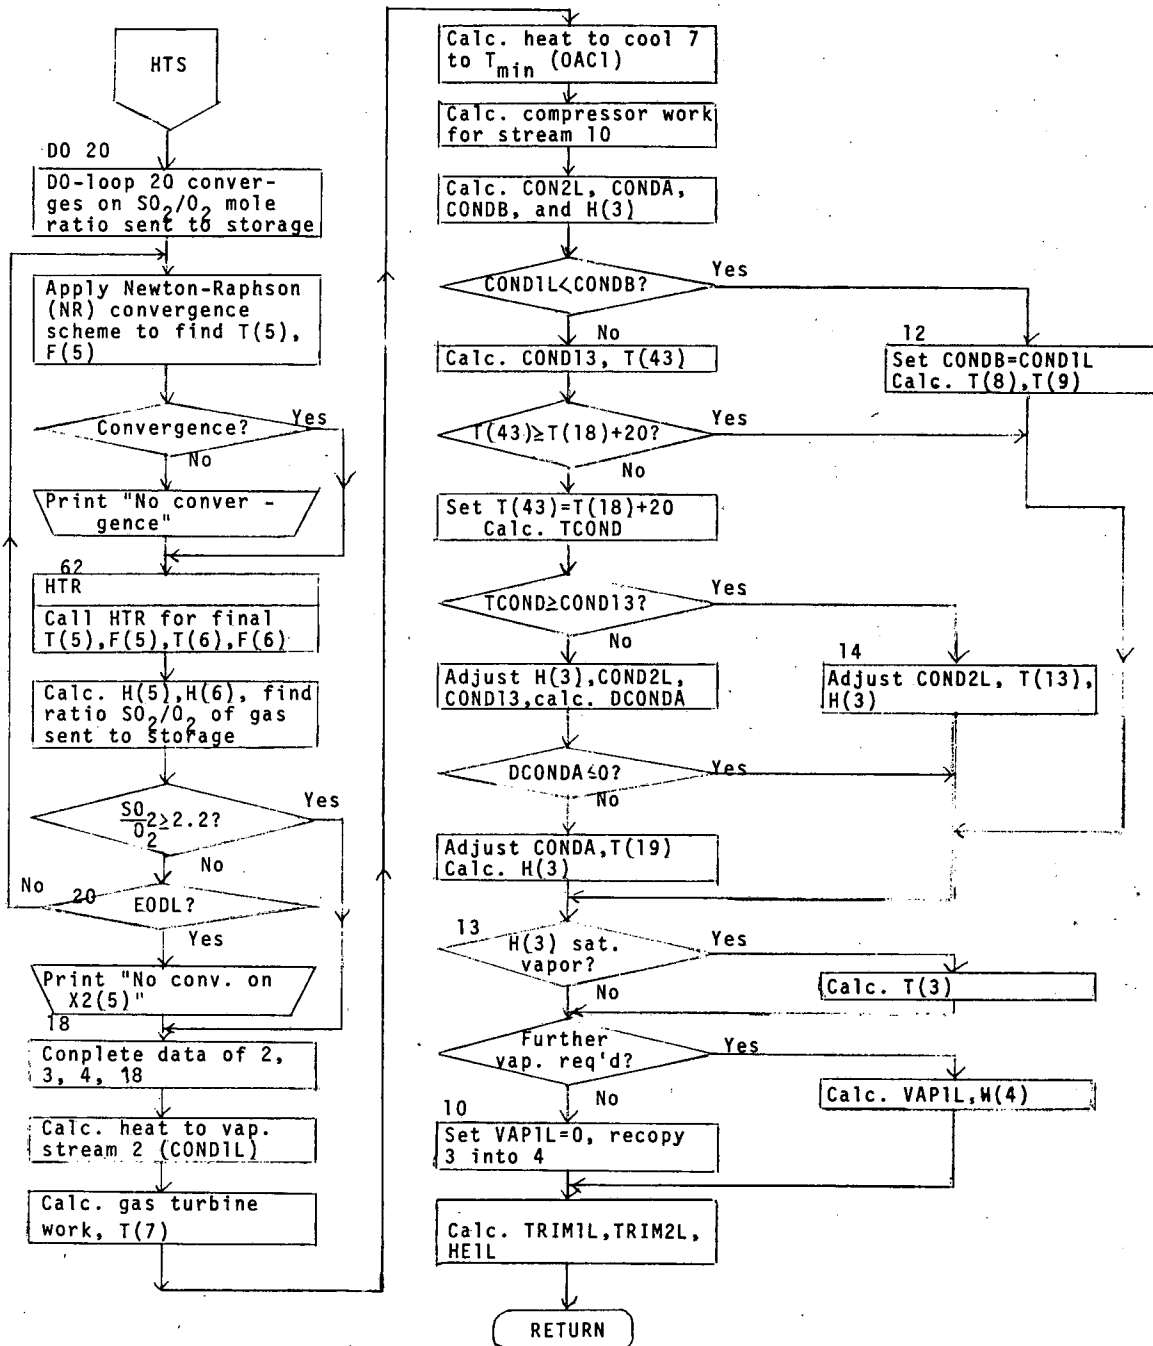 HTS
DO 20
DO-loop 20 conver-
ges on SO2/O2 mole
ratio sent to storage
Apply Newton-Raphson
(NR) convergence
scheme to find T(5),
F(5)
Convergence?
Yes
No
Print "No conver -
gence"
62
HTR
Call HTR for final
T(5),F(5),T(6),F(6)
Calc. H(5),H(6), find
ratio SO2/O2 of gas
sent to storage
SO2/O2≥2.2?
Yes
No
No
20
EODL?
Yes
Print "No conv. on
X2(5)"
18
Conplete data of 2,
3, 4, 18
Calc. heat to vap.
stream 2 (COND1L)
Calc. gas turbine
work, T(7)
Calc. heat to cool 7
to Tmin (OAC1)
Calc. compressor work
for stream 10
Calc. CON2L, CONDA,
CONDB, and H(3)
COND1L<CONDB?
Yes
No
12
Set CONDB=COND1L
Calc. T(8),T(9)
Calc. COND13, T(43)
T(43)≥T(18)+20?
Yes
No
Set T(43)=T(18)+20
Calc. TCOND
TCOND≥COND13?
Yes
No
14
Adjust COND2L, T(13),
H(3)
Adjust H(3),COND2L,
COND13,calc. DCONDA
DCONDA≤0?
Yes
No
Adjust CONDA,T(19)
Calc. H(3)
13
H(3) sat.
vapor?
Yes
No
Calc. T(3)
Further
vap. req'd?
Yes
No
Calc. VAP1L,W(4)
10
Set VAP1L=0, recopy
3 into 4
Calc. TRIM1L,TRIM2L,
HE1L
RETURN